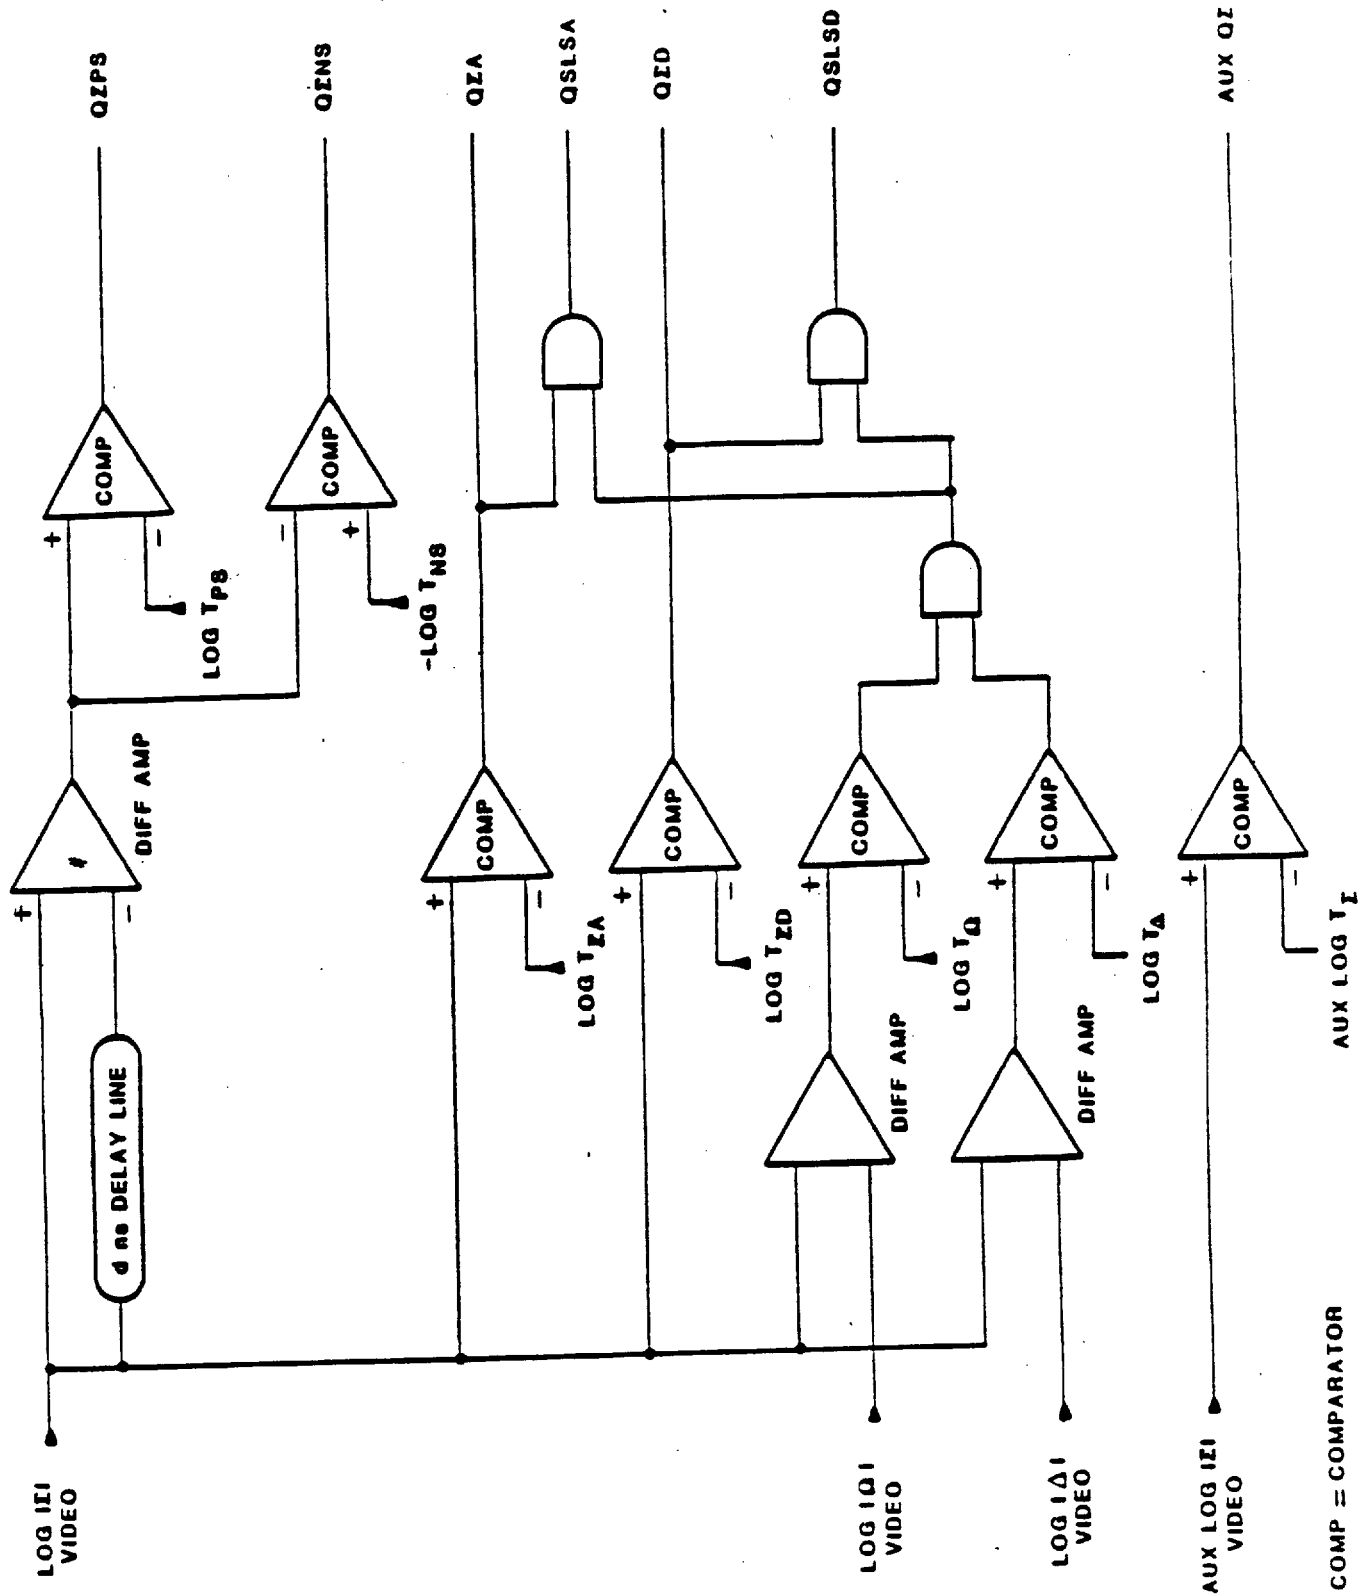 LOG |Σ|
VIDEO
d ns DELAY LINE
+
−
#
DIFF AMP
+
−
COMP
LOG T_PS
QΣPS
−
+
COMP
-LOG T_NS
QΣNS
+
−
COMP
LOG T_ΣA
QΣA
QSLSA
+
−
COMP
LOG T_ΣD
QΣD
LOG |Ω|
VIDEO
DIFF AMP
+
−
COMP
LOG T_Ω
QSLSD
LOG |Δ|
VIDEO
DIFF AMP
+
−
COMP
LOG T_Δ
AUX LOG |Σ|
VIDEO
+
−
COMP
AUX LOG T_Σ
AUX QΣ
COMP = COMPARATOR